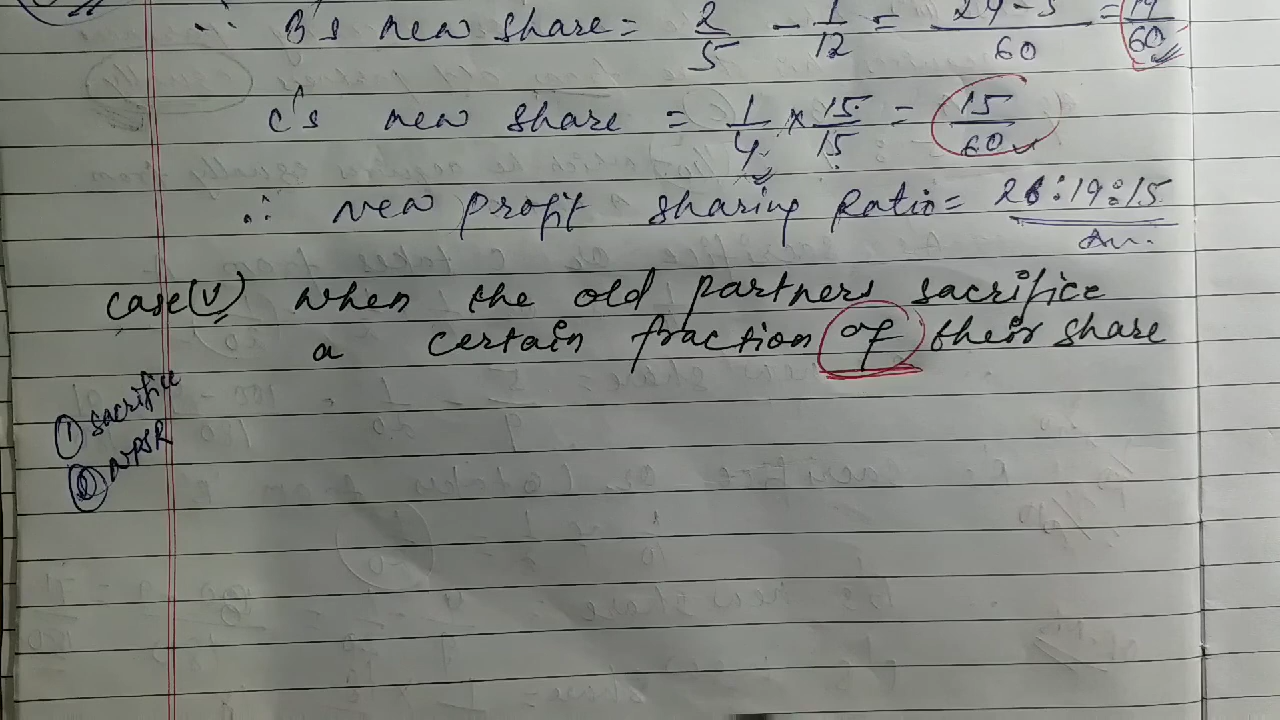 ∴ B's new share = 2/5 - 1/12 = 24-5/60 = 19/60
C's new share = 1/4 × 15/15 = 15/60
∴ New profit sharing Ratio = 26:19:15
An.
case(v) when the old partners sacrifice
a certain fraction of their share
① sacrifice
② NPSR